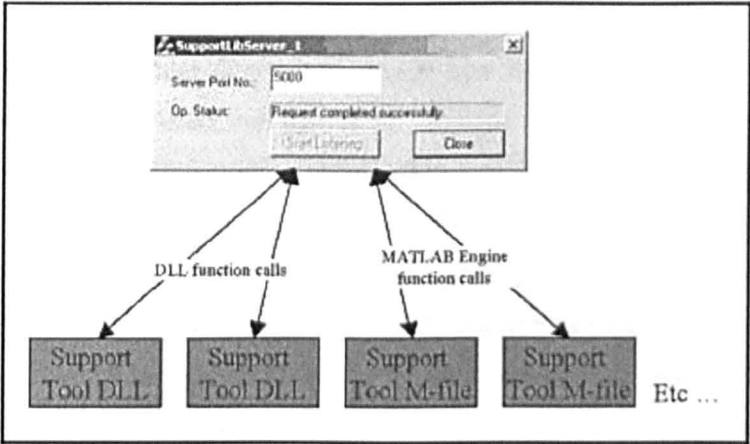 SupportLibServer_1
Server Port No.: 5000
Op. Status: Request completed successfully
Start Listening Close
DLL function calls
MATLAB Engine
function calls
Support Support Support Support
Tool DLL Tool DLL Tool M-file Tool M-file
Etc ...